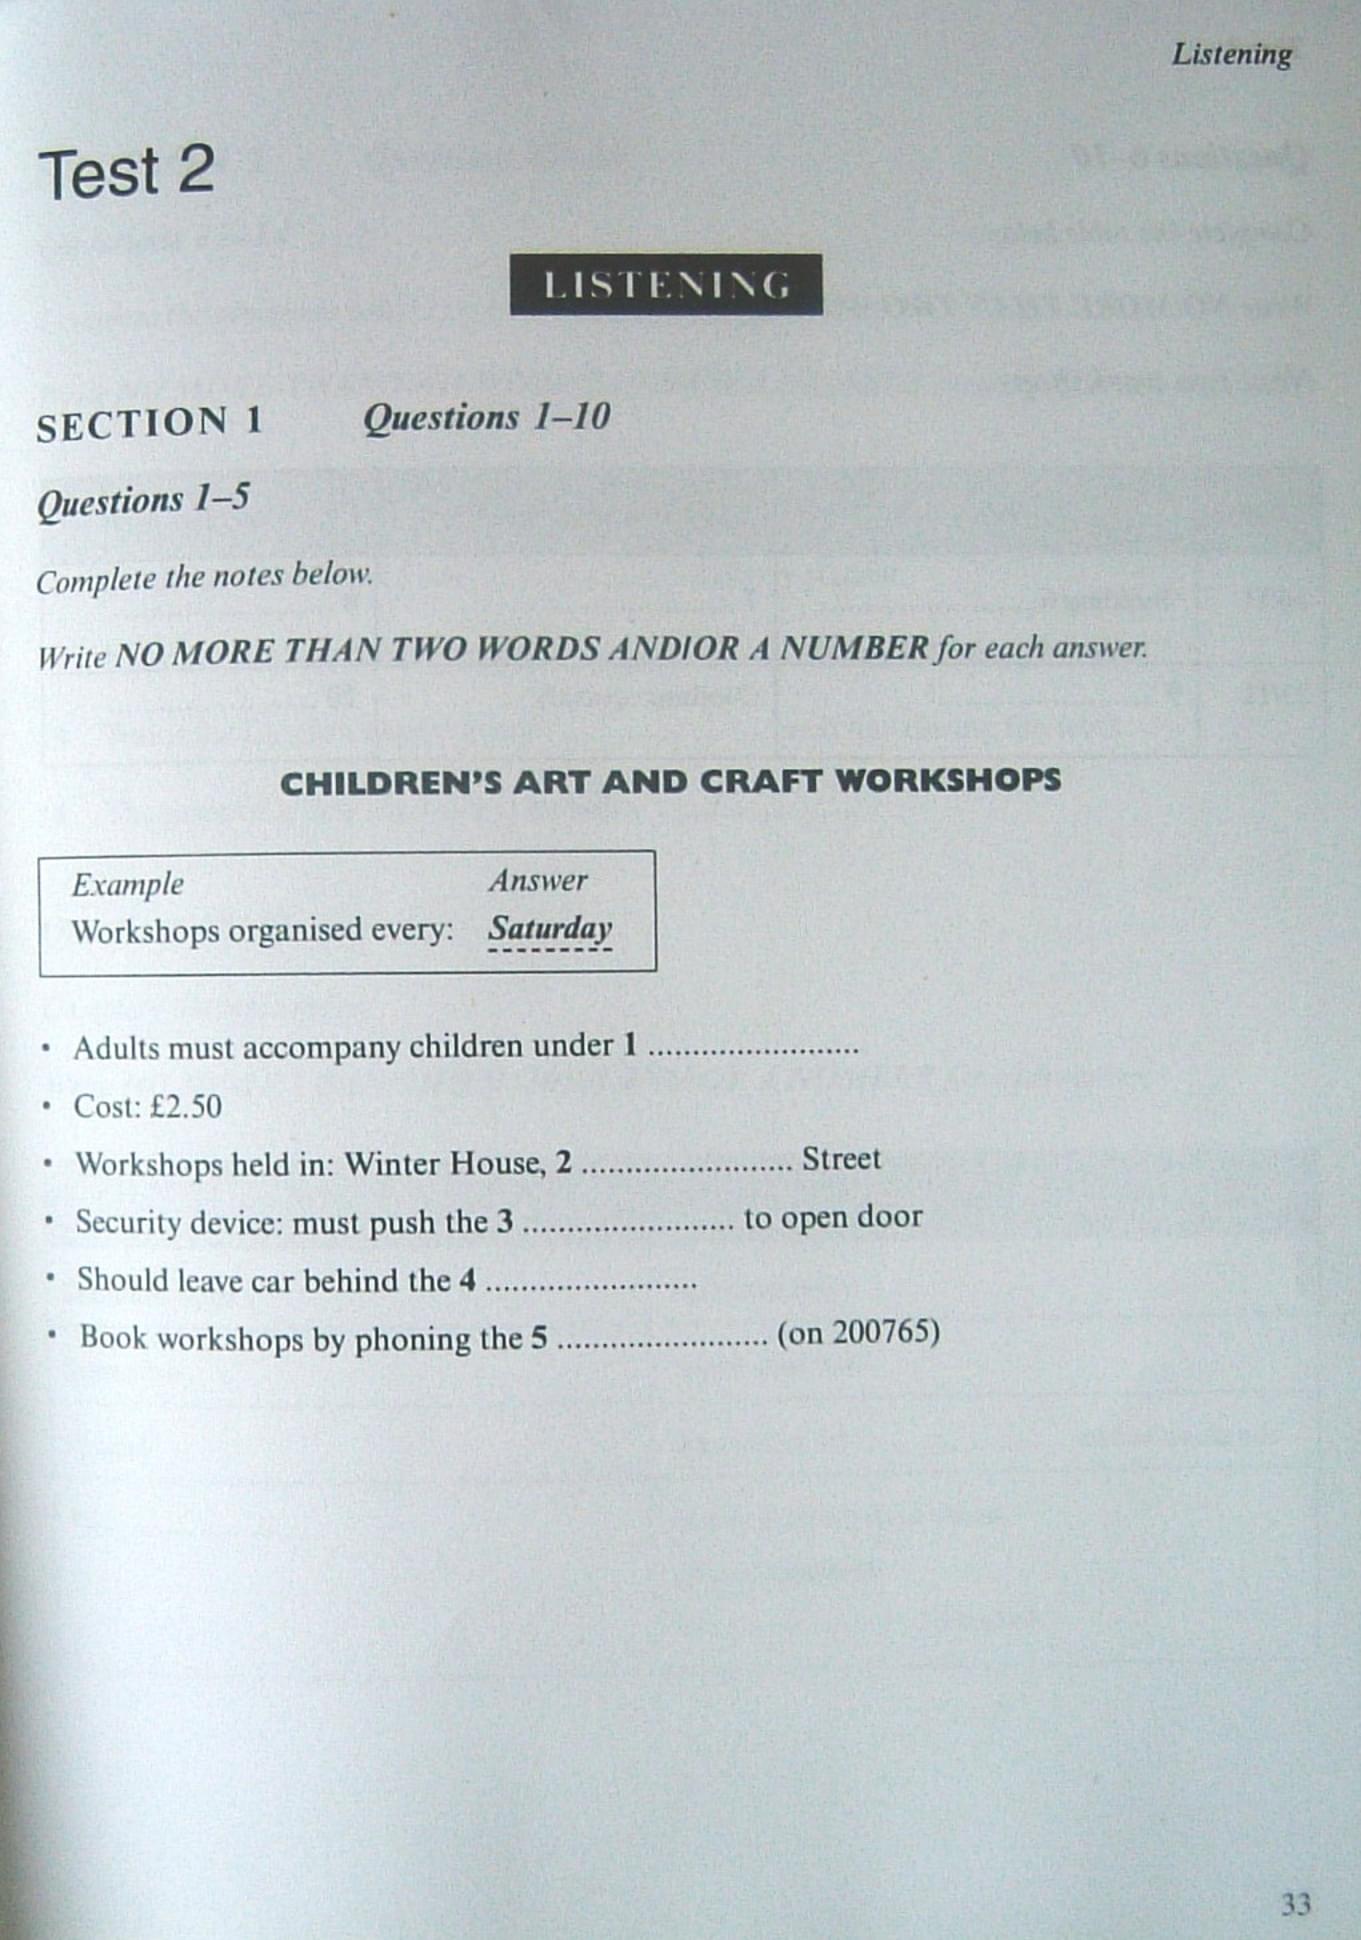 Listening
Test 2
LISTENING
SECTION 1 Questions 1–10
Questions 1–5
Complete the notes below.
Write NO MORE THAN TWO WORDS AND/OR A NUMBER for each answer.
CHILDREN'S ART AND CRAFT WORKSHOPS
Example Answer
Workshops organised every: Saturday
• Adults must accompany children under 1 ........................
• Cost: £2.50
• Workshops held in: Winter House, 2 ........................ Street
• Security device: must push the 3 ........................ to open door
• Should leave car behind the 4 ........................
• Book workshops by phoning the 5 ........................ (on 200765)
33